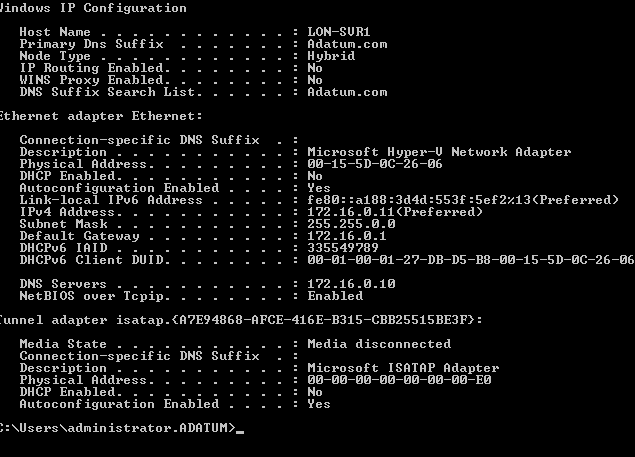 Windows IP Configuration
Host Name . . . . . . . . . . . . : LON-SVR1
Primary Dns Suffix . . . . . . . : Adatum.com
Node Type . . . . . . . . . . . . : Hybrid
IP Routing Enabled. . . . . . . . : No
WINS Proxy Enabled. . . . . . . . : No
DNS Suffix Search List. . . . . . : Adatum.com
Ethernet adapter Ethernet:
Connection-specific DNS Suffix . :
Description . . . . . . . . . . . : Microsoft Hyper-V Network Adapter
Physical Address. . . . . . . . . : 00-15-5D-0C-26-06
DHCP Enabled. . . . . . . . . . . : No
Autoconfiguration Enabled . . . . : Yes
Link-local IPv6 Address . . . . . : fe80::a188:3d4d:553f:5ef2%13(Preferred)
IPv4 Address. . . . . . . . . . . : 172.16.0.11(Preferred)
Subnet Mask . . . . . . . . . . . : 255.255.0.0
Default Gateway . . . . . . . . . : 172.16.0.1
DHCPv6 IAID . . . . . . . . . . . : 335549789
DHCPv6 Client DUID. . . . . . . . : 00-01-00-01-27-DB-D5-B8-00-15-5D-0C-26-06
DNS Servers . . . . . . . . . . . : 172.16.0.10
NetBIOS over Tcpip. . . . . . . . : Enabled
Tunnel adapter isatap.{A7E94868-AFCE-416E-B315-CBB25515BE3F}:
Media State . . . . . . . . . . . : Media disconnected
Connection-specific DNS Suffix . :
Description . . . . . . . . . . . : Microsoft ISATAP Adapter
Physical Address. . . . . . . . . : 00-00-00-00-00-00-00-E0
DHCP Enabled. . . . . . . . . . . : No
Autoconfiguration Enabled . . . . : Yes
C:\Users\administrator.ADATUM>_